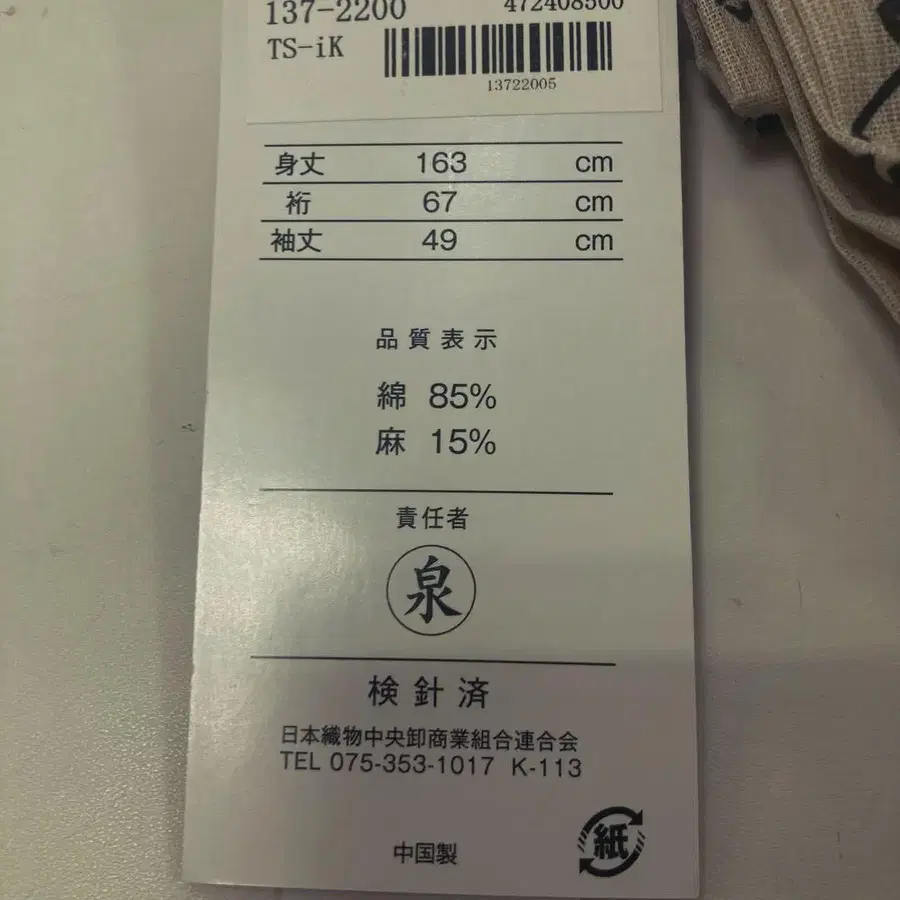 137-2200 472408500
TS-iK
13722005
身丈 163 cm
裄 67 cm
袖丈 49 cm
品質表示
綿 85%
麻 15%
責任者
泉
検針済
日本織物中央卸商業組合連合会
TEL 075-353-1017 K-113
中国製
紙